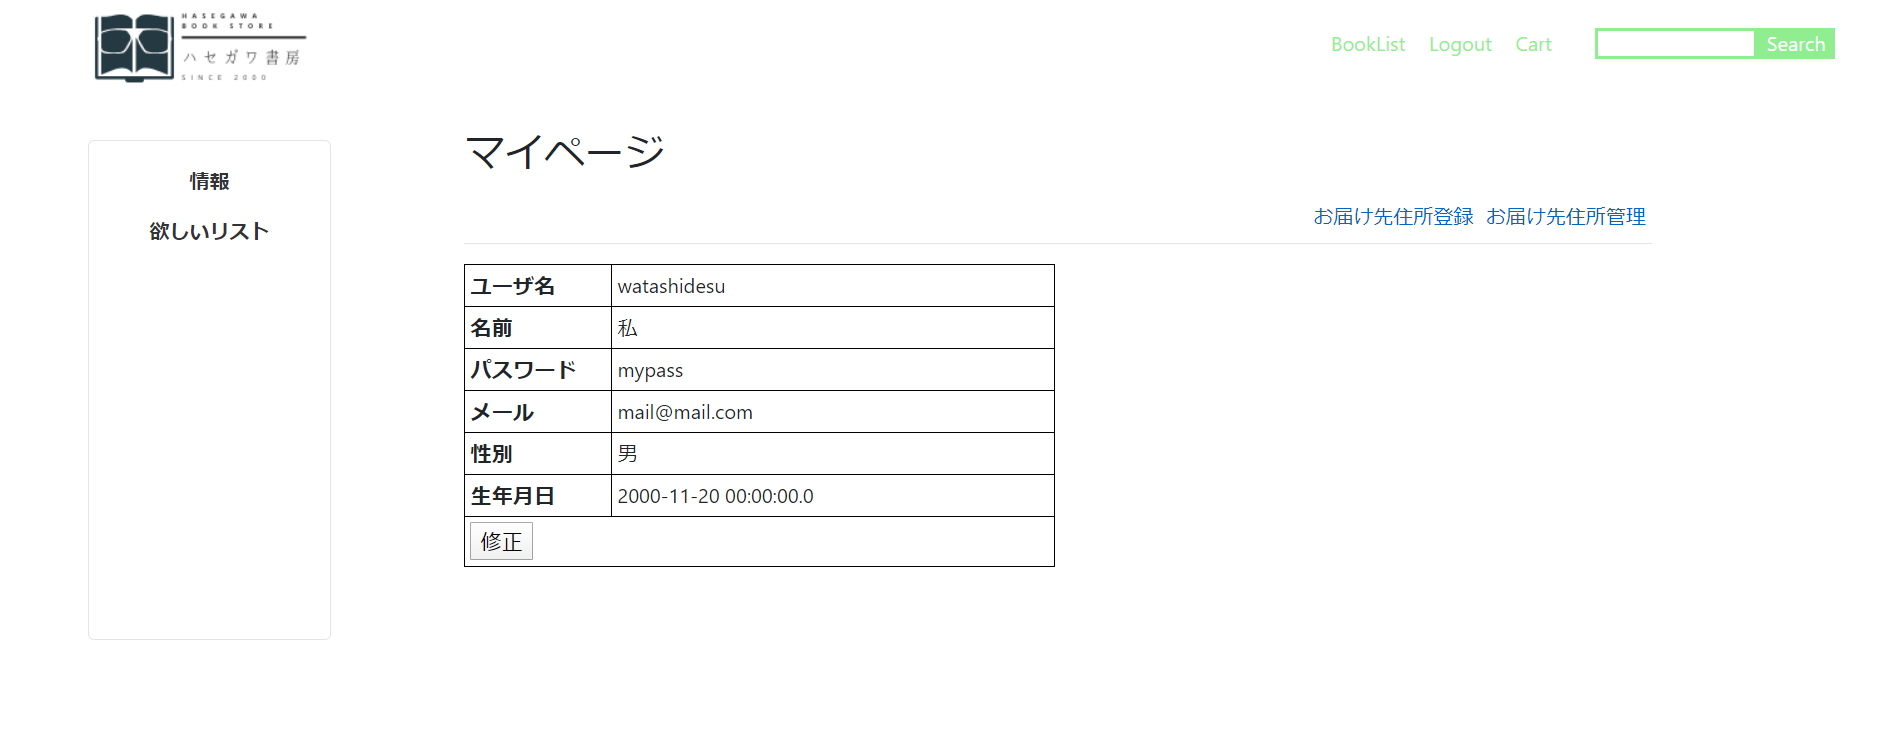 HASEGAWA
BOOK STORE
ハセガワ書房
SINCE 2000
BookList Logout Cart Search
情報
欲しいリスト
マイページ
お届け先住所登録 お届け先住所管理
ユーザ名 watashidesu
名前 私
パスワード mypass
メール mail@mail.com
性別 男
生年月日 2000-11-20 00:00:00.0
修正